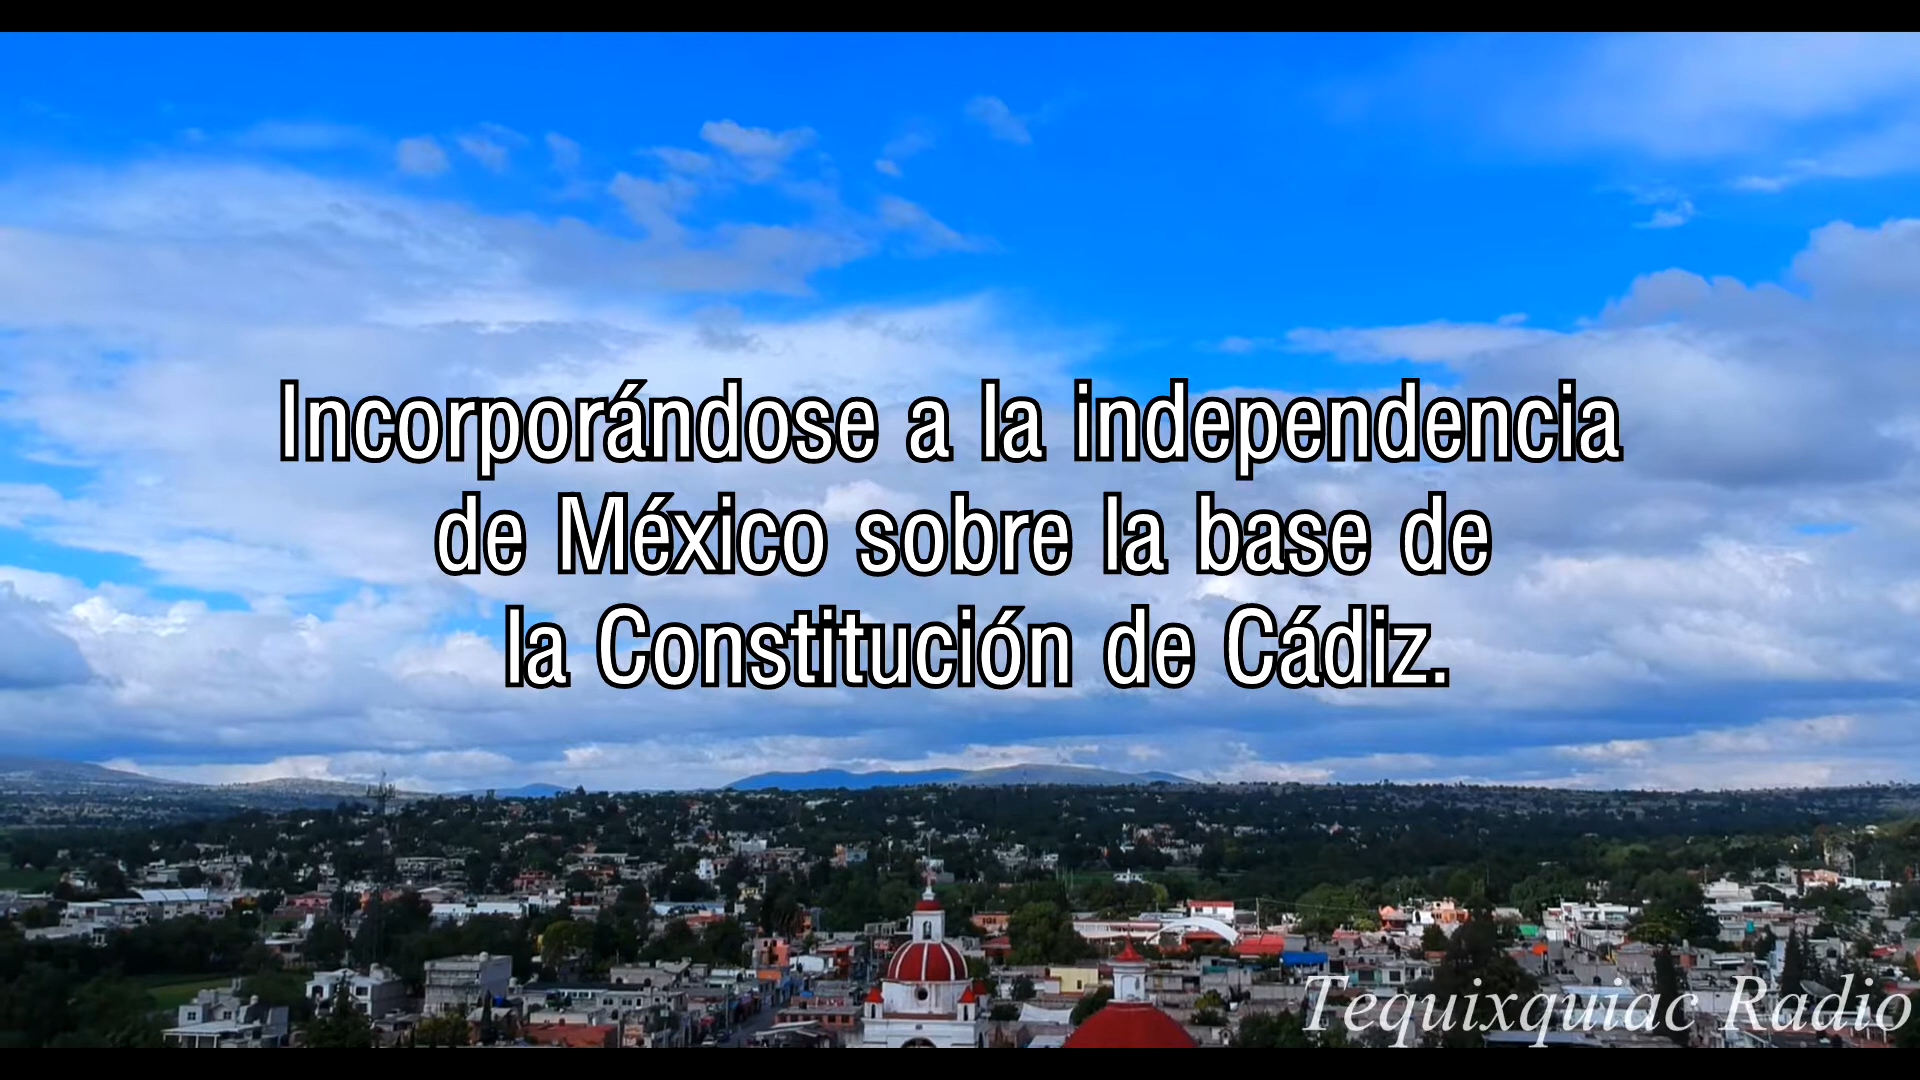 Incorporándose a la independencia
de México sobre la base de
la Constitución de Cádiz.
Tequixquiac Radio